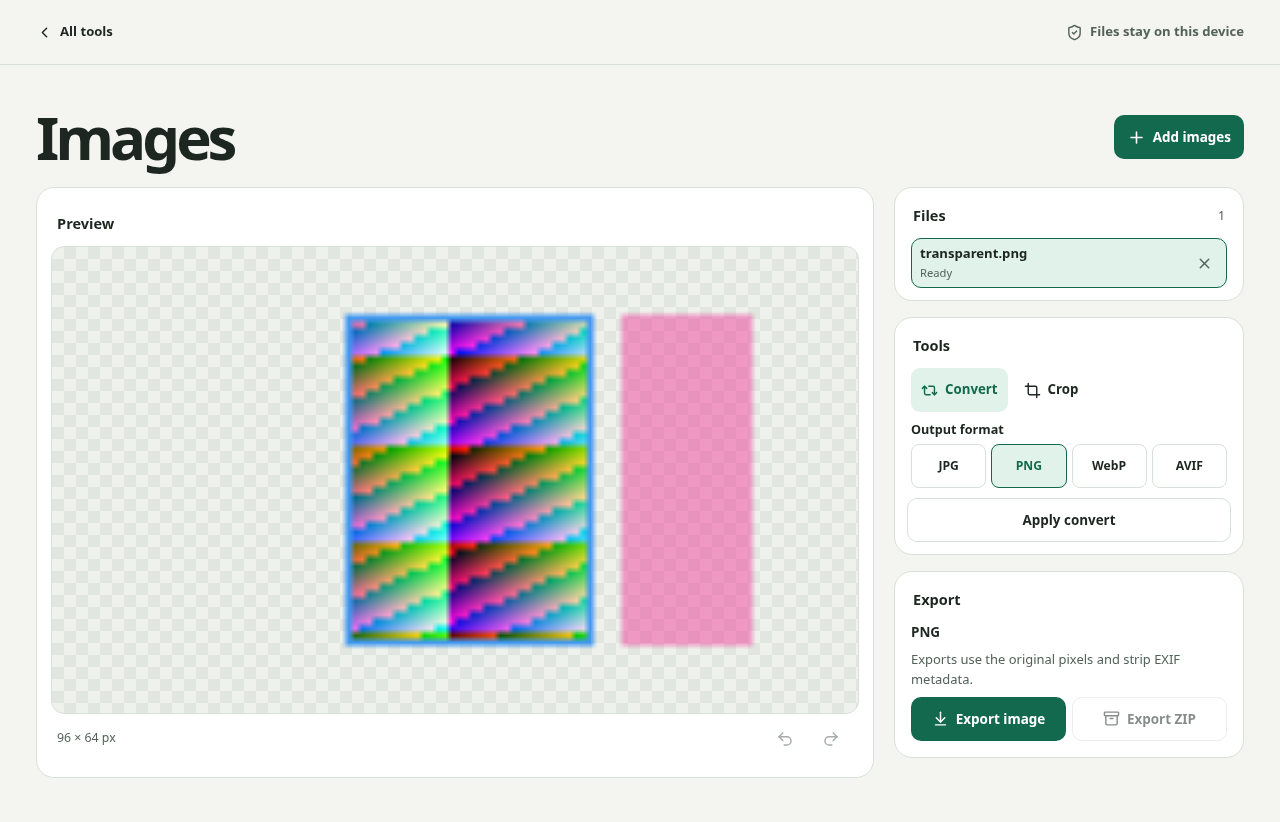 All tools
Files stay on this device
Images
Add images
Preview
96 × 64 px
Files
1
transparent.png
Ready
Tools
Convert
Crop
Output format
JPG
PNG
WebP
AVIF
Apply convert
Export
PNG
Exports use the original pixels and strip EXIF
metadata.
Export image
Export ZIP